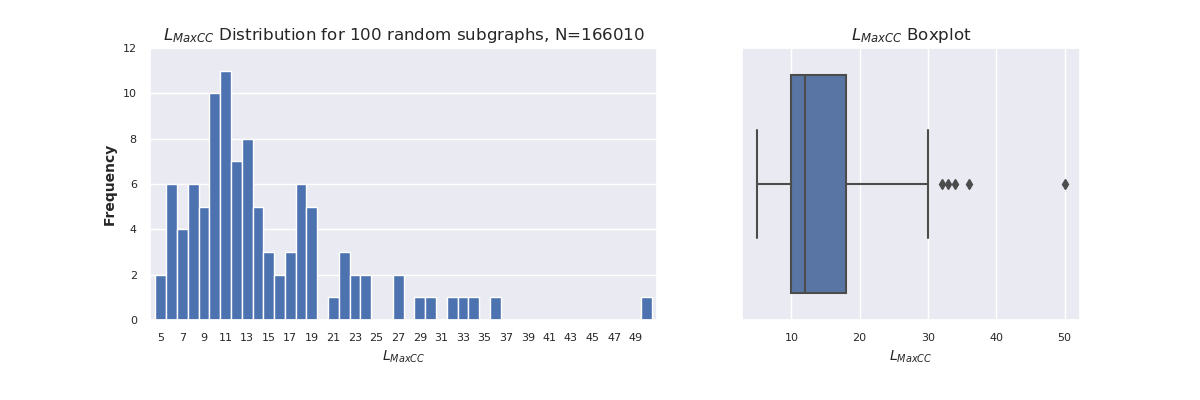 L_MaxCC Distribution for 100 random subgraphs, N=166010
Frequency
12
10
8
6
4
2
0
5 7 9 11 13 15 17 19 21 23 25 27 29 31 33 35 37 39 41 43 45 47 49
L_MaxCC
L_MaxCC Boxplot
10 20 30 40 50
L_MaxCC